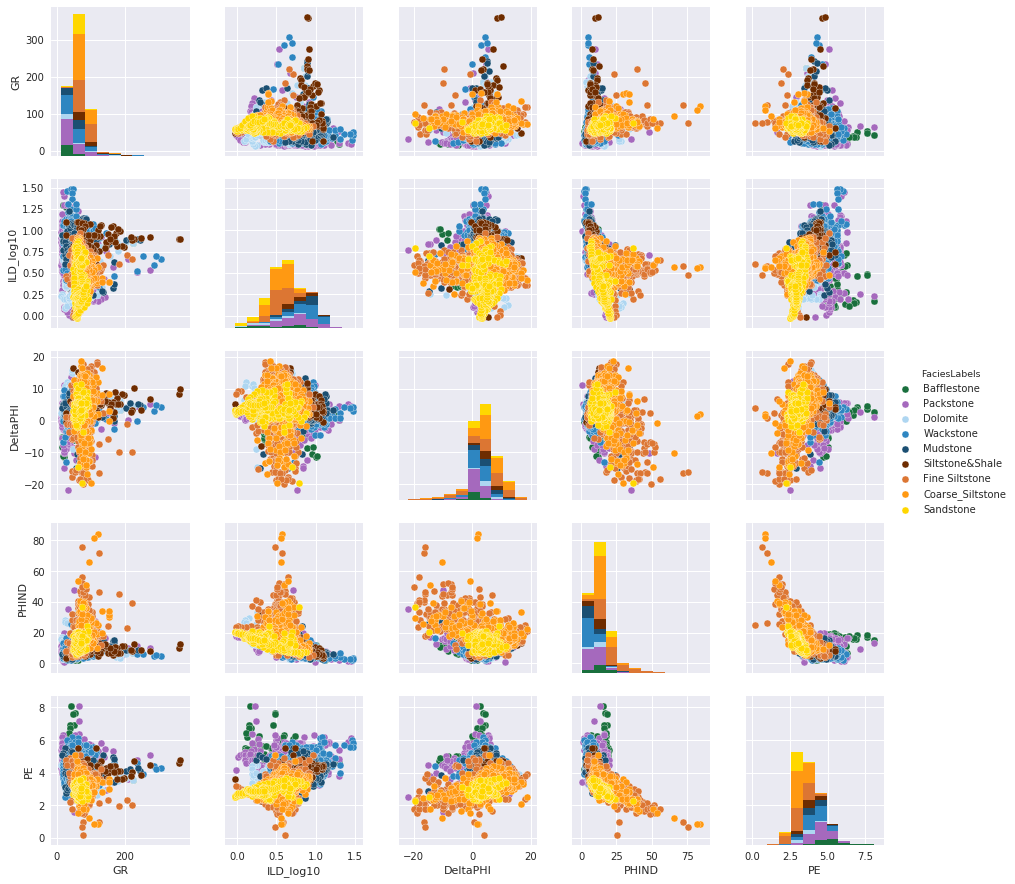 GR
300
200
100
0
ILD_log10
1.50
1.25
1.00
0.75
0.50
0.25
0.00
DeltaPHI
20
10
0
−10
−20
FaciesLabels
Bafflestone
Packstone
Dolomite
Wackstone
Mudstone
Siltstone&Shale
Fine Siltstone
Coarse_Siltstone
Sandstone
PHIND
80
60
40
20
0
PE
8
6
4
2
0
0 200
0.0 0.5 1.0 1.5
−20 0 20
0 25 50 75
0.0 2.5 5.0 7.5
GR
ILD_log10
DeltaPHI
PHIND
PE